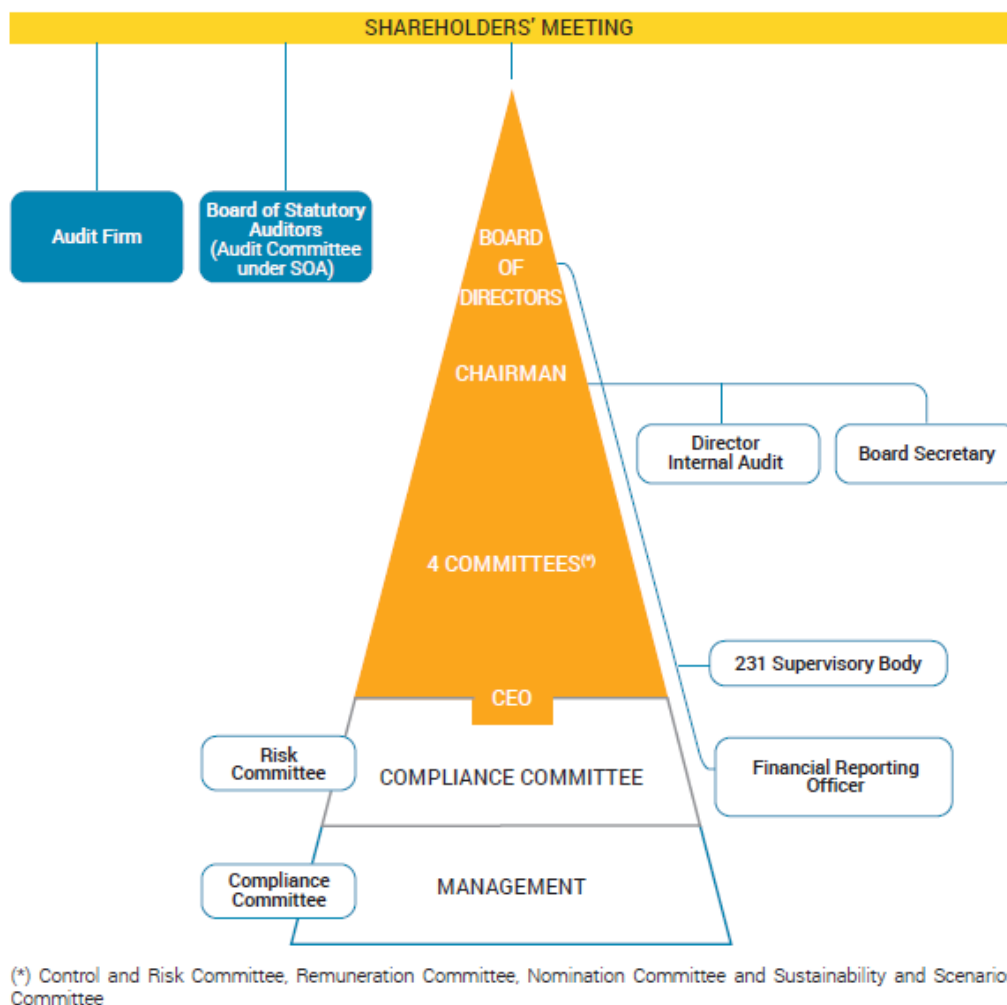 SHAREHOLDERS' MEETING
Audit Firm
Board of Statutory
Auditors
(Audit Committee
under SOA)
BOARD
OF
DIRECTORS
CHAIRMAN
Director
Internal Audit
Board Secretary
4 COMMITTEES(*)
231 Supervisory Body
CEO
Risk
Committee
COMPLIANCE COMMITTEE
Financial Reporting
Officer
Compliance
Committee
MANAGEMENT
(*) Control and Risk Committee, Remuneration Committee, Nomination Committee and Sustainability and Scenario
Committee